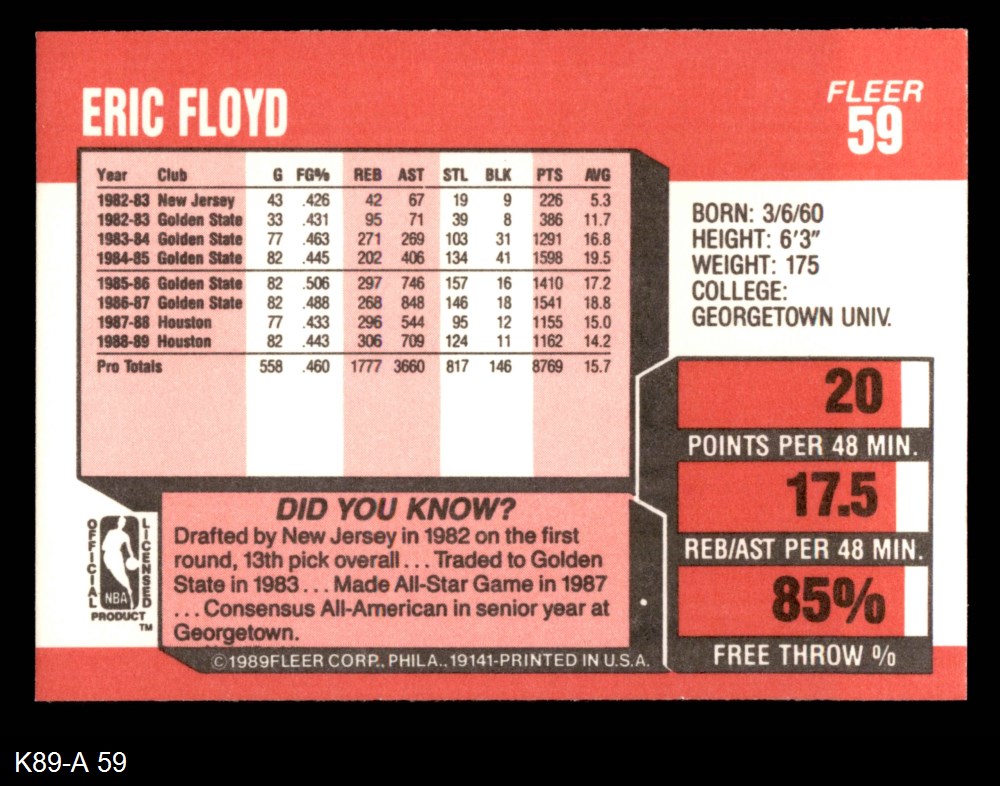 ERIC FLOYD
FLEER
59
Year Club G FG% REB AST STL BLK PTS AVG
1982-83 New Jersey 43 .426 42 67 19 9 226 5.3
1982-83 Golden State 33 .431 95 71 39 8 386 11.7
1983-84 Golden State 77 .463 271 269 103 31 1291 16.8
1984-85 Golden State 82 .445 202 406 134 41 1598 19.5
1985-86 Golden State 82 .506 297 746 157 16 1410 17.2
1986-87 Golden State 82 .488 268 848 146 18 1541 18.8
1987-88 Houston 77 .433 296 544 95 12 1155 15.0
1988-89 Houston 82 .443 306 709 124 11 1162 14.2
Pro Totals 558 .460 1777 3660 817 146 8769 15.7
BORN: 3/6/60
HEIGHT: 6'3"
WEIGHT: 175
COLLEGE:
GEORGETOWN UNIV.
20
POINTS PER 48 MIN.
17.5
REB/AST PER 48 MIN.
85%
FREE THROW %
DID YOU KNOW?
Drafted by New Jersey in 1982 on the first
round, 13th pick overall . . . Traded to Golden
State in 1983 . . . Made All-Star Game in 1987
. . . Consensus All-American in senior year at
Georgetown.
OFFICIAL
LICENSED
NBA
PRODUCT
TM
©1989FLEER CORP., PHILA., 19141-PRINTED IN U.S.A.
K89-A 59